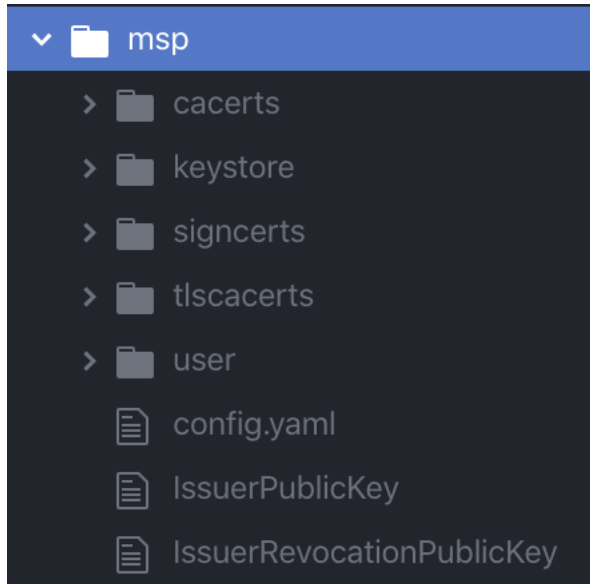 msp
cacerts
keystore
signcerts
tlscacerts
user
config.yaml
IssuerPublicKey
IssuerRevocationPublicKey